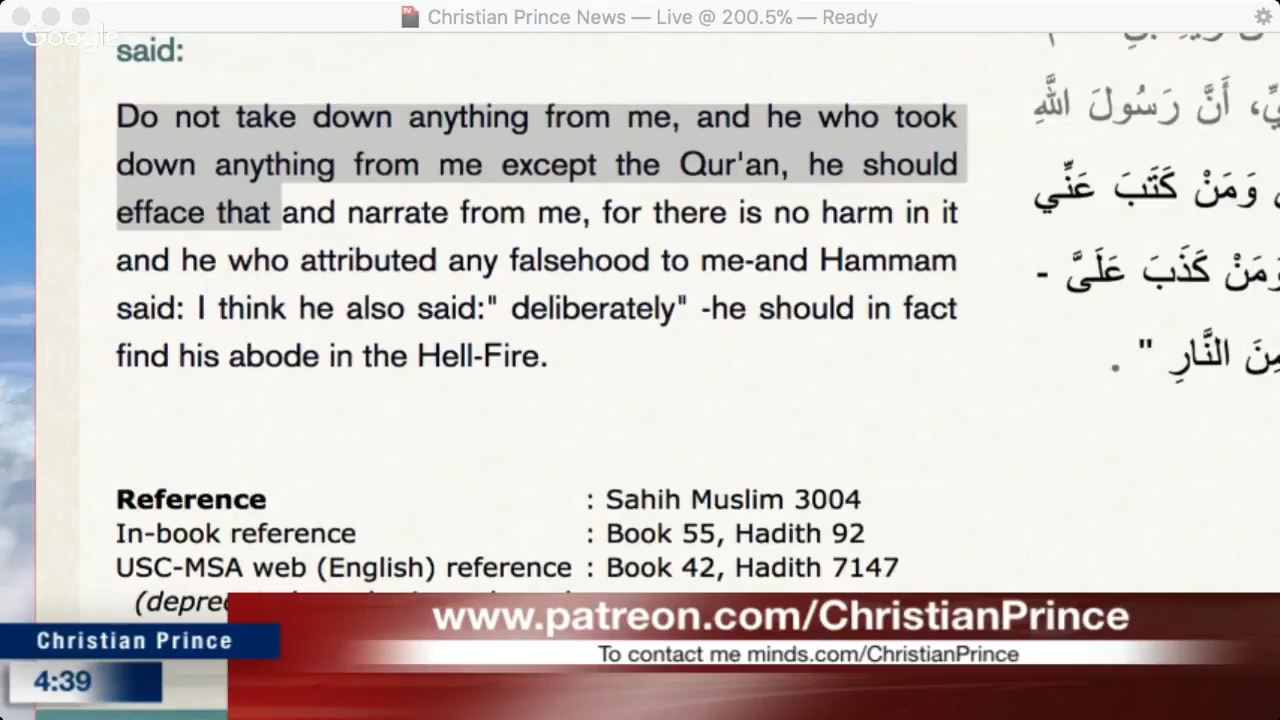 Christian Prince News — Live @ 200.5% — Ready
Google
said:
Do not take down anything from me, and he who took
down anything from me except the Qur'an, he should
efface that and narrate from me, for there is no harm in it
and he who attributed any falsehood to me-and Hammam
said: I think he also said:" deliberately" -he should in fact
find his abode in the Hell-Fire.
أَنَّ رَسُولَ اللَّهِ
وَمَنْ كَتَبَ عَنِّي
وَمَنْ كَذَبَ عَلَىَّ -
مِنَ النَّارِ " .
Reference : Sahih Muslim 3004
In-book reference : Book 55, Hadith 92
USC-MSA web (English) reference : Book 42, Hadith 7147
www.patreon.com/ChristianPrince
To contact me minds.com/ChristianPrince
Christian Prince
4:39